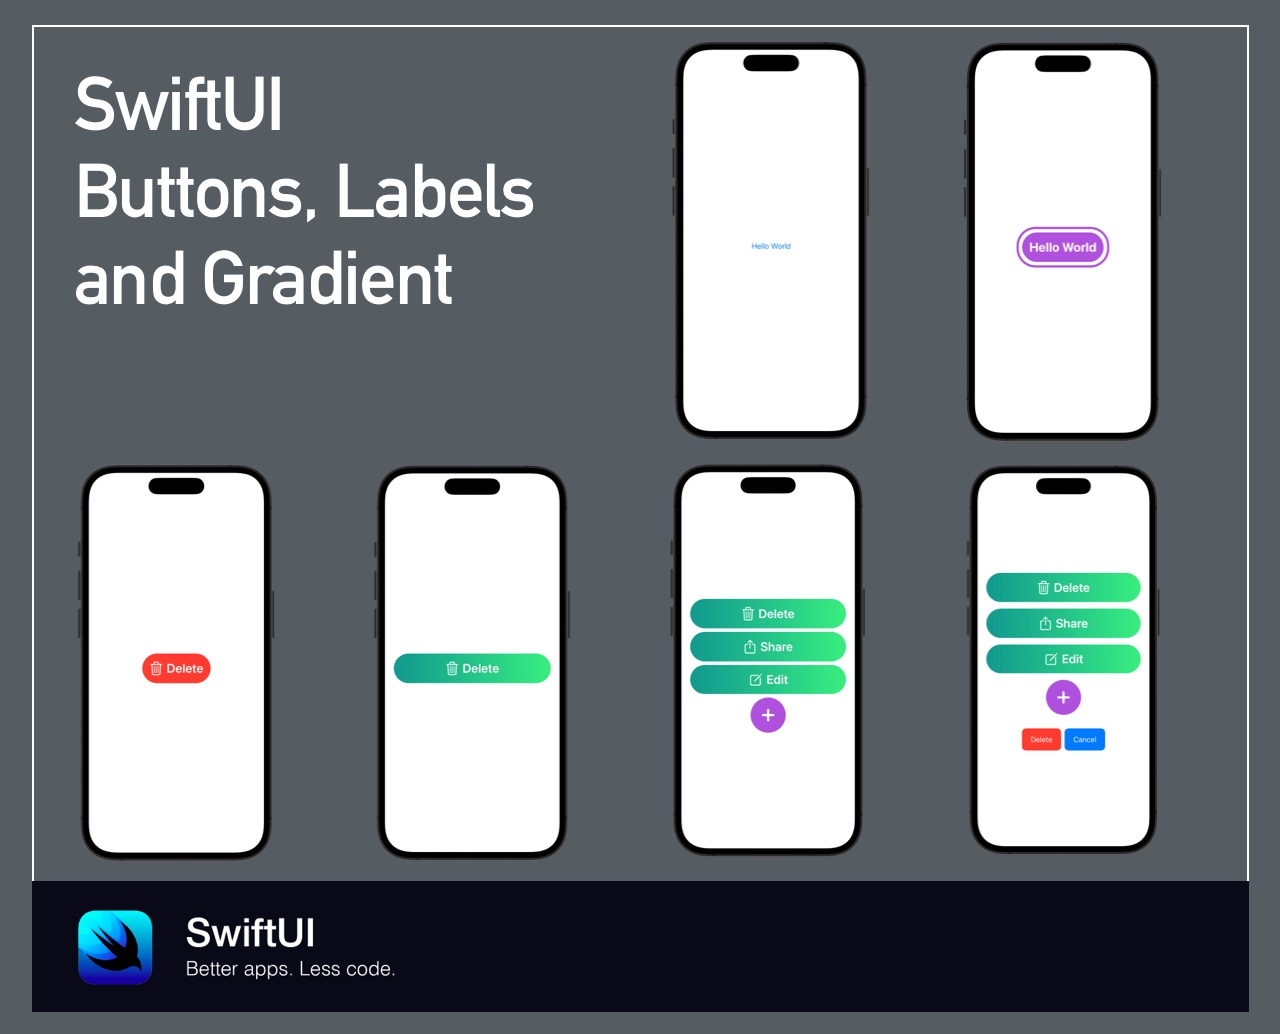 SwiftUI
Buttons, Labels
and Gradient
Hello World
Hello World
Delete
Delete
Delete
Share
Edit
Delete
Share
Edit
Delete Cancel
SwiftUI
Better apps. Less code.